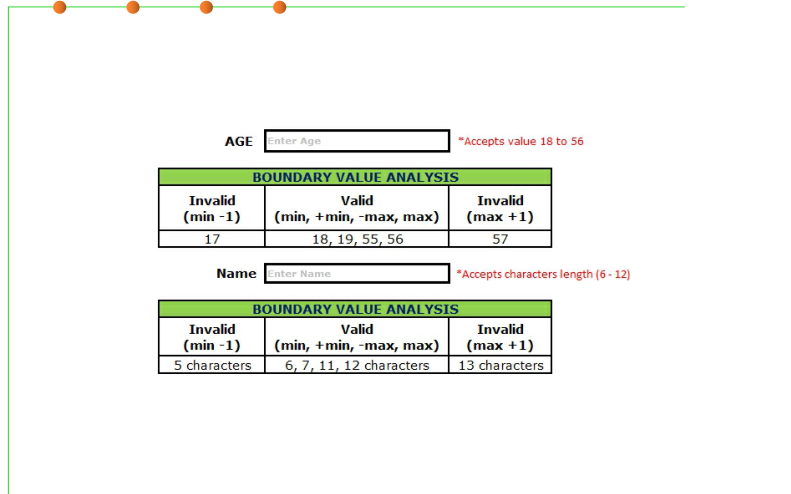 AGE Enter Age *Accepts value 18 to 56
BOUNDARY VALUE ANALYSIS
Invalid Valid Invalid
(min -1) (min, +min, -max, max) (max +1)
17 18, 19, 55, 56 57
Name Enter Name *Accepts characters length (6 - 12)
BOUNDARY VALUE ANALYSIS
Invalid Valid Invalid
(min -1) (min, +min, -max, max) (max +1)
5 characters 6, 7, 11, 12 characters 13 characters